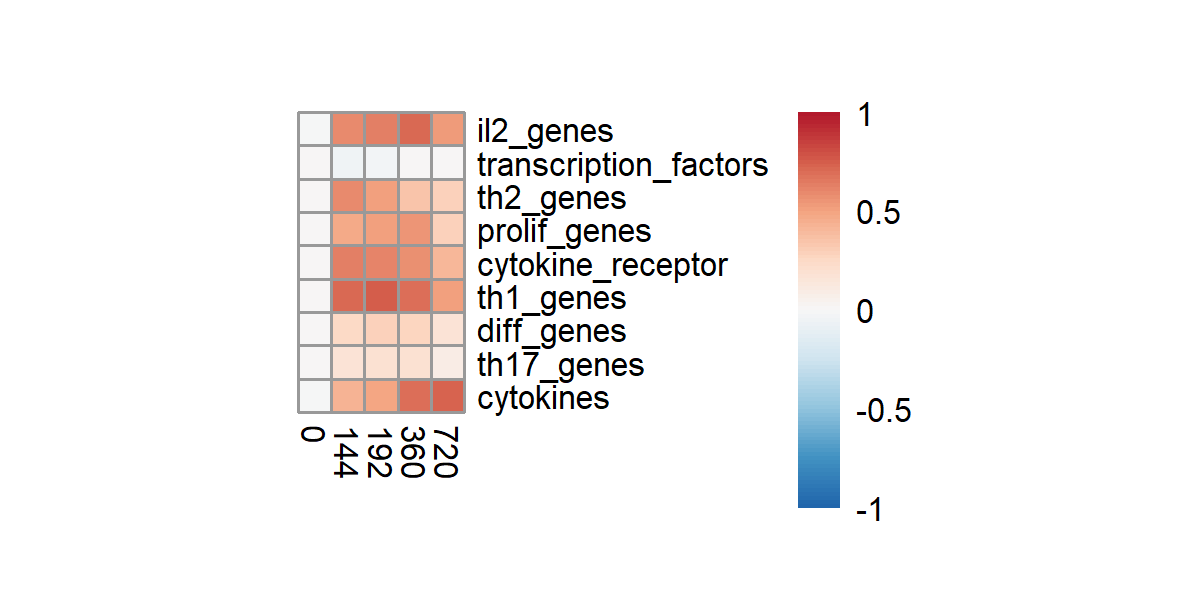 il2_genes
transcription_factors
th2_genes
prolif_genes
cytokine_receptor
th1_genes
diff_genes
th17_genes
cytokines
0
144
192
360
720
1
0.5
0
-0.5
-1